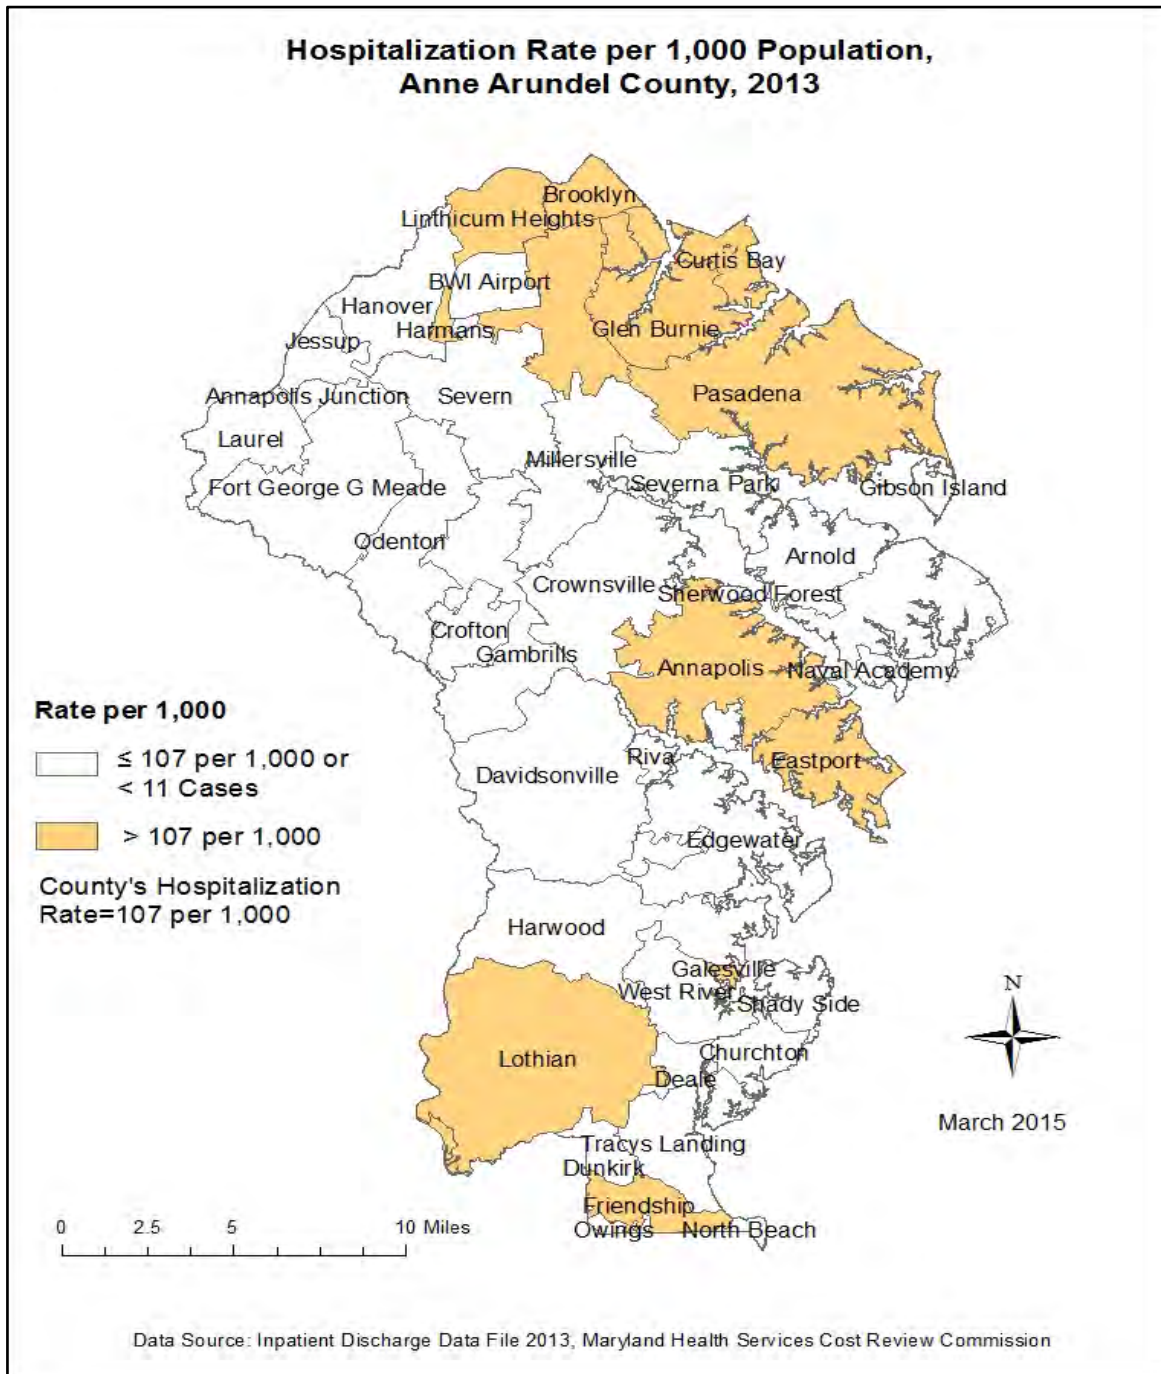 Hospitalization Rate per 1,000 Population,
Anne Arundel County, 2013
Brooklyn
Linthicum Heights
Curtis Bay
BWI Airport
Hanover
Harmans
Glen Burnie
Jessup
Annapolis Junction
Severn
Pasadena
Laurel
Millersville
Severna Park
Fort George G Meade
Gibson Island
Odenton
Arnold
Crownsville
Sherwood Forest
Crofton
Gambrills
Annapolis
Naval Academy
Rate per 1,000
≤ 107 per 1,000 or
< 11 Cases
> 107 per 1,000
County's Hospitalization
Rate=107 per 1,000
Riva
Eastport
Davidsonville
Edgewater
Harwood
Galesville
West River
Shady Side
N
Lothian
Churchton
Deale
March 2015
Tracys Landing
Dunkirk
Friendship
Owings
North Beach
0 2.5 5 10 Miles
Data Source: Inpatient Discharge Data File 2013, Maryland Health Services Cost Review Commission